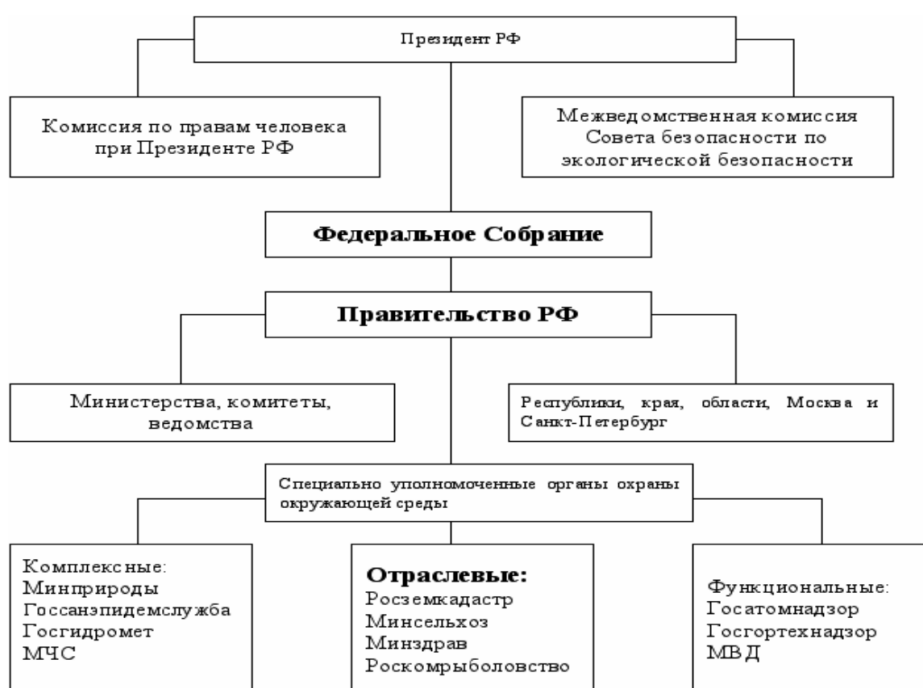 Президент РФ
Комиссия по правам человека
при Президенте РФ
Межведомственная комиссия
Совета безопасности по
экологической безопасности
Федеральное Собрание
Правительство РФ
Министерства, комитеты,
ведомства
Республики, края, области, Москва и
Санкт-Петербург
Специально уполномоченные органы охраны
окружающей среды
Комплексные:
Минприроды
Госсанэпидемслужба
Госгидромет
МЧС
Отраслевые:
Росземкадастр
Минсельхоз
Минздрав
Роскомрыболовство
Функциональные:
Госатомнадзор
Госгортехнадзор
МВД